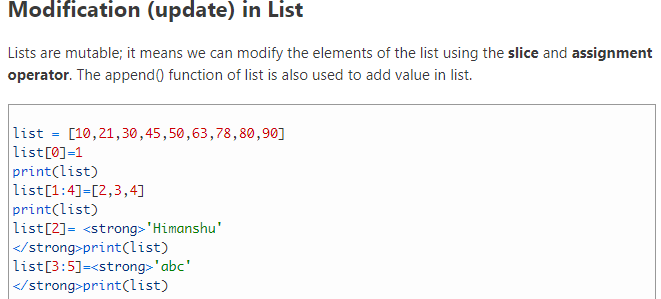 Modification (update) in List
Lists are mutable; it means we can modify the elements of the list using the slice and assignment
operator. The append() function of list is also used to add value in list.
list = [10,21,30,45,50,63,78,80,90]
list[0]=1
print(list)
list[1:4]=[2,3,4]
print(list)
list[2]= <strong>'Himanshu'
</strong>print(list)
list[3:5]=<strong>'abc'
</strong>print(list)